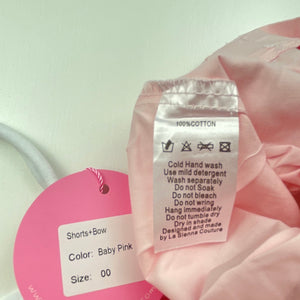 100%COTTON
Cold Hand wash
Use mild detergent
Wash separately
Do not Soak
Do not bleach
Do not wring
Hang immediately
Do not tumble dry
Dry in shade
Designed and made
by La Sienna Couture
Shorts+Bow
Color: Baby Pink
Size: 00